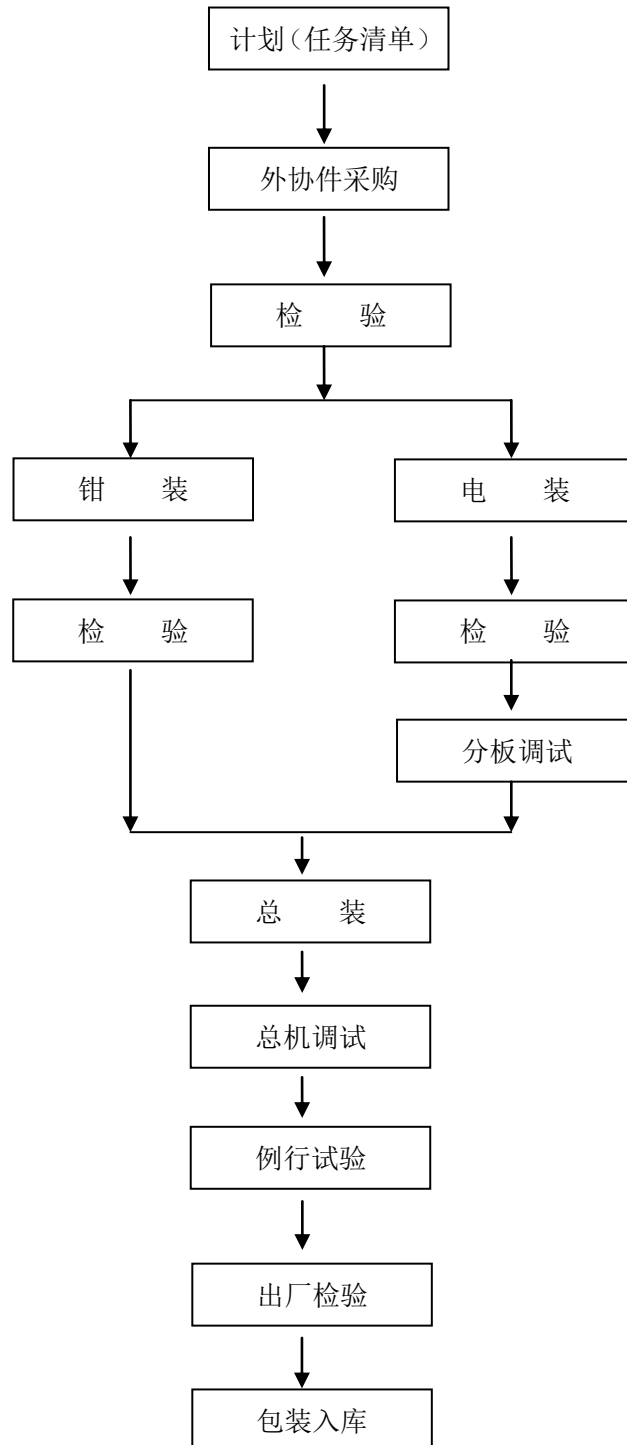 计划（任务清单）
外协件采购
检 验
钳 装
电 装
检 验
检 验
分板调试
总 装
总机调试
例行试验
出厂检验
包装入库